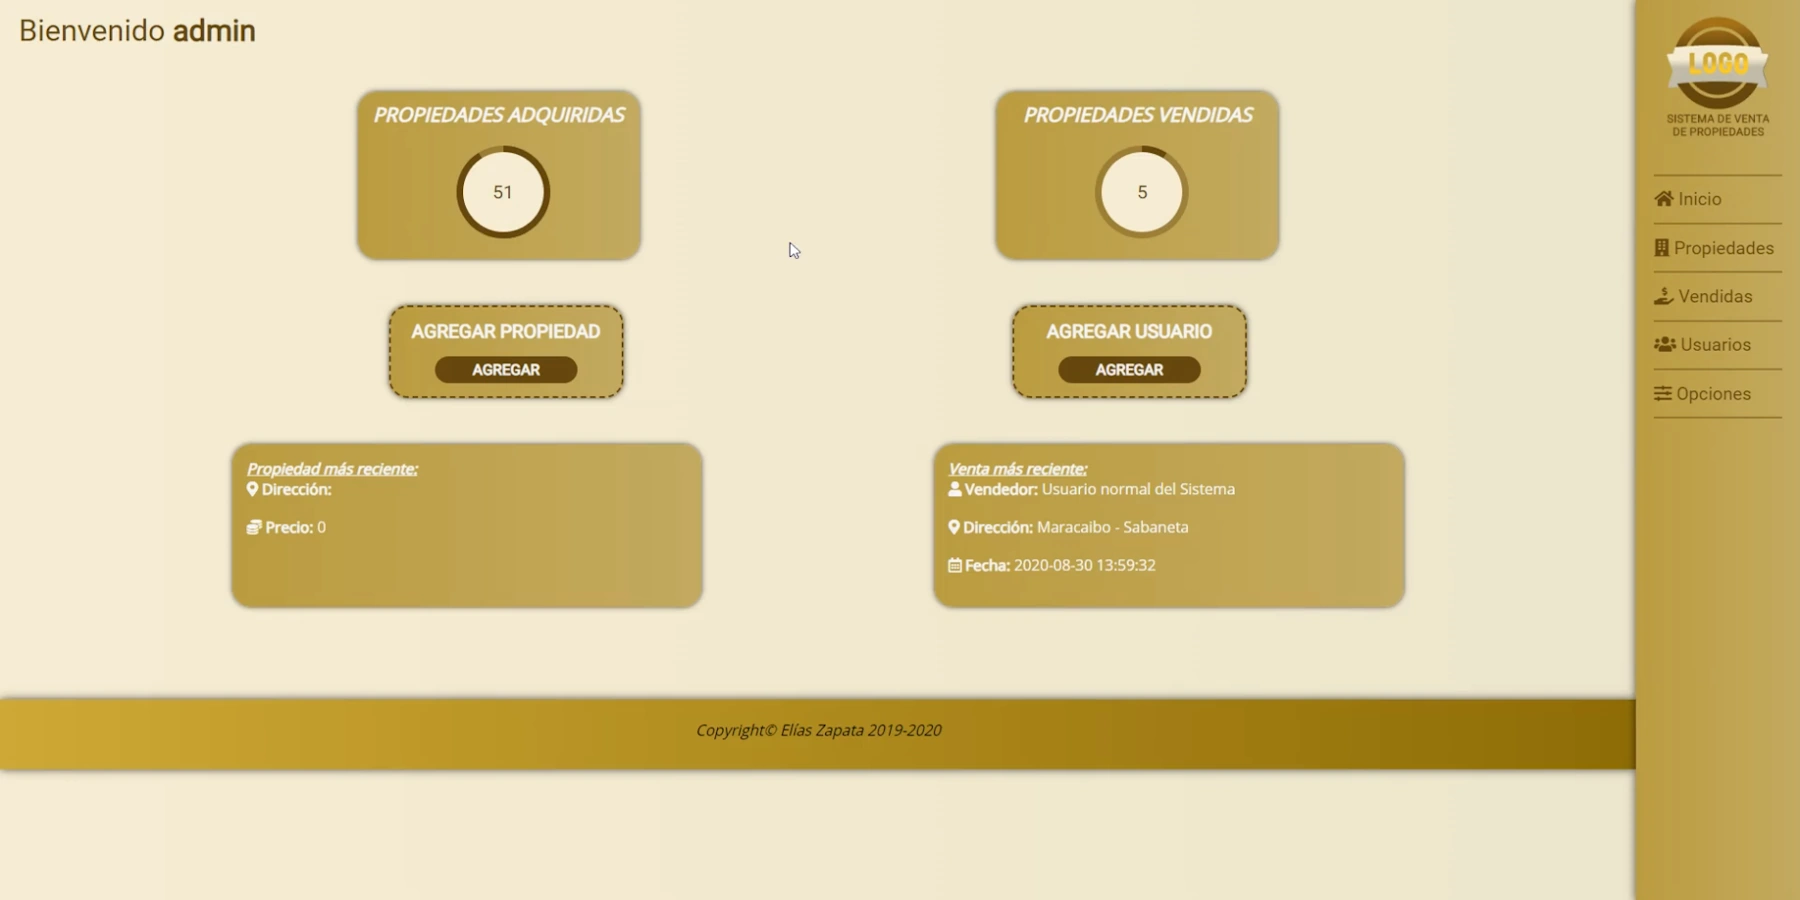 Bienvenido admin
PROPIEDADES ADQUIRIDAS
51
PROPIEDADES VENDIDAS
5
AGREGAR PROPIEDAD
AGREGAR
AGREGAR USUARIO
AGREGAR
Propiedad más reciente:
Dirección:
Precio: 0
Venta más reciente:
Vendedor: Usuario normal del Sistema
Dirección: Maracaibo - Sabaneta
Fecha: 2020-08-30 13:59:32
Copyright© Elías Zapata 2019-2020
LOGO
SISTEMA DE VENTA
DE PROPIEDADES
Inicio
Propiedades
Vendidas
Usuarios
Opciones